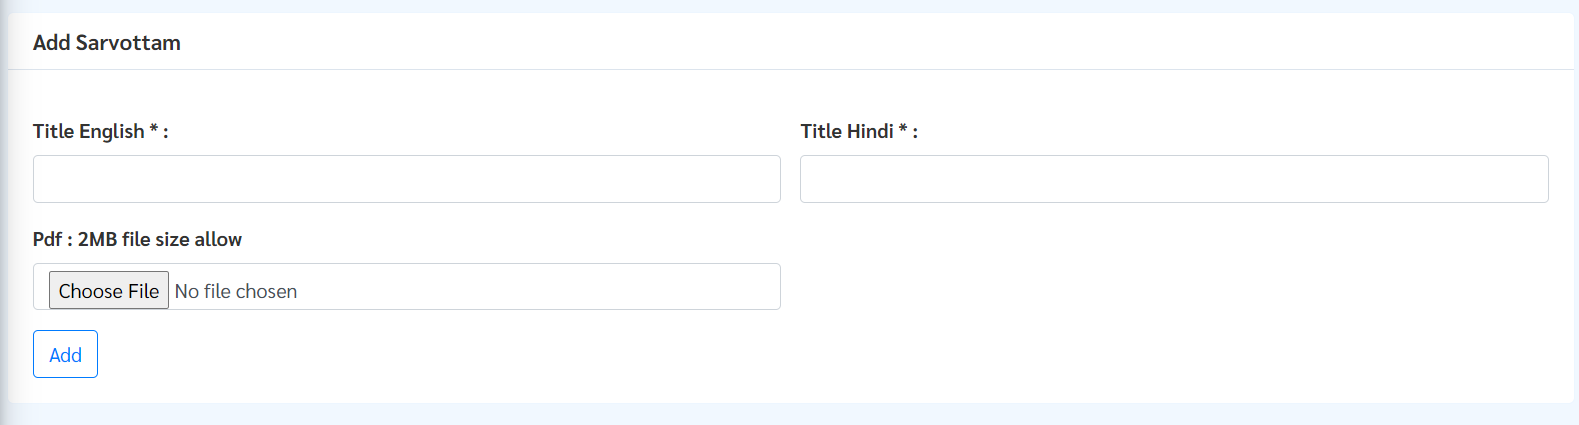 Add Sarvottam
Title English * :
Title Hindi * :
Pdf : 2MB file size allow
Choose File No file chosen
Add